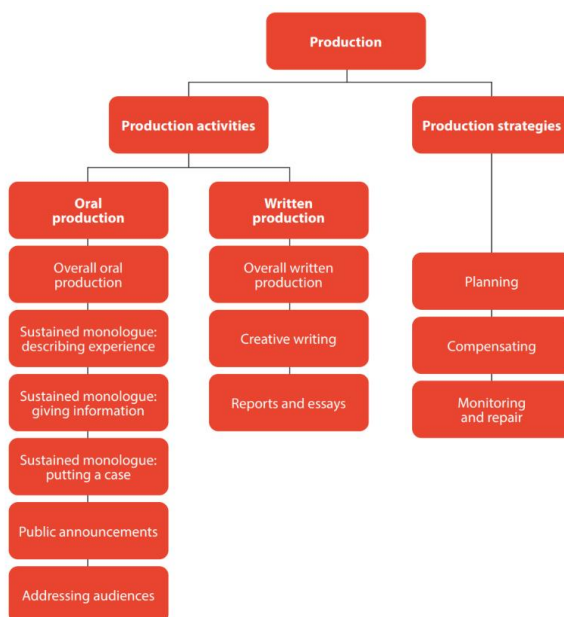 Production
Production activities
Production strategies
Oral
production
Written
production
Overall oral
production
Overall written
production
Planning
Sustained monologue:
describing experience
Creative writing
Compensating
Sustained monologue:
giving information
Reports and essays
Monitoring
and repair
Sustained monologue:
putting a case
Public announcements
Addressing audiences